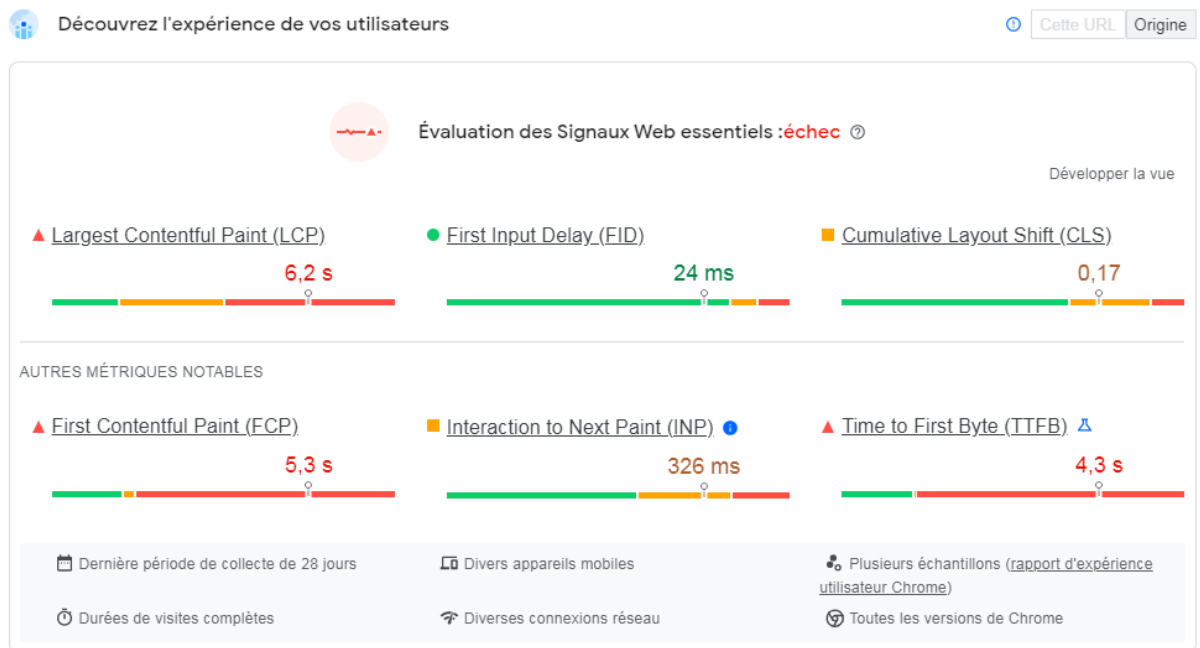 Découvrez l'expérience de vos utilisateurs
Cette URL Origine
Évaluation des Signaux Web essentiels :échec
Développer la vue
Largest Contentful Paint (LCP) First Input Delay (FID) Cumulative Layout Shift (CLS)
6,2 s 24 ms 0,17
AUTRES MÉTRIQUES NOTABLES
First Contentful Paint (FCP) Interaction to Next Paint (INP) Time to First Byte (TTFB)
5,3 s 326 ms 4,3 s
Dernière période de collecte de 28 jours Divers appareils mobiles Plusieurs échantillons (rapport d'expérience
utilisateur Chrome)
Durées de visites complètes Diverses connexions réseau Toutes les versions de Chrome